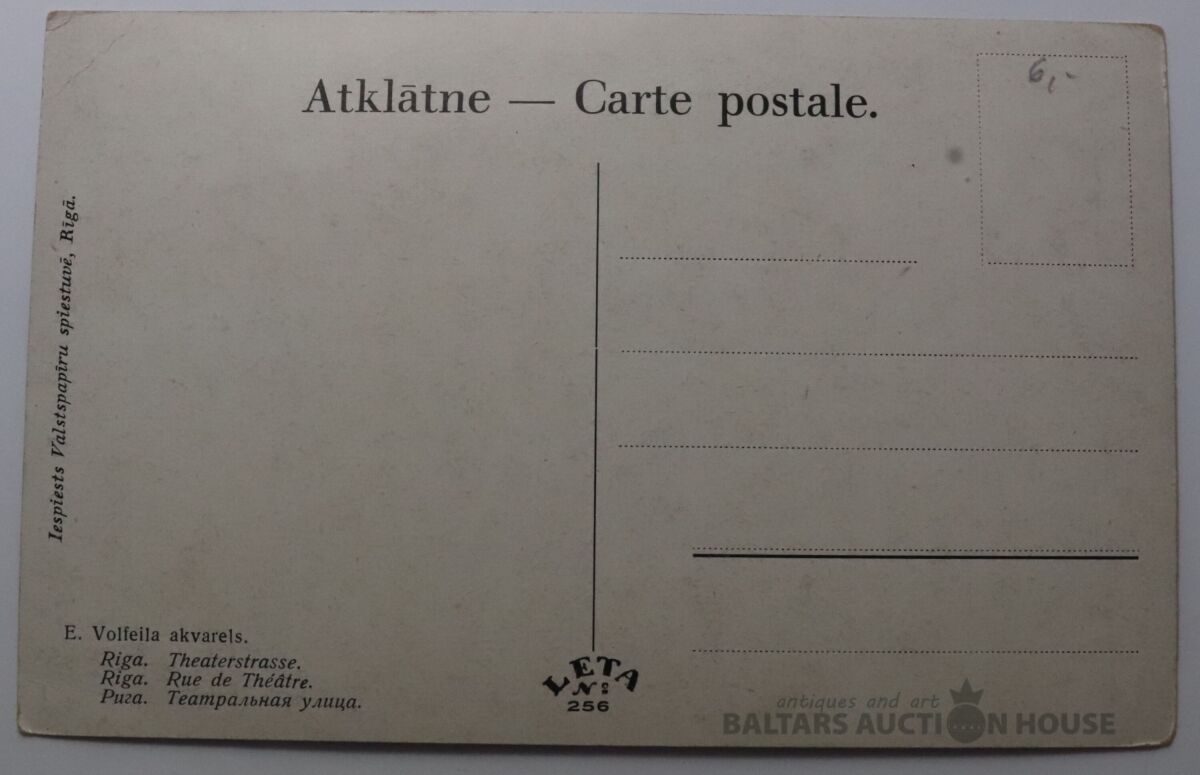 Atklātne — Carte postale.
6,-
Iespiests Valstspapīru spiestuvē, Rīgā.
E. Volfeila akvarels.
Riga. Theaterstrasse.
Riga. Rue de Théâtre.
Рига. Театральная улица.
LETA
№
256
antiques and art
BALTARS AUCTION HOUSE